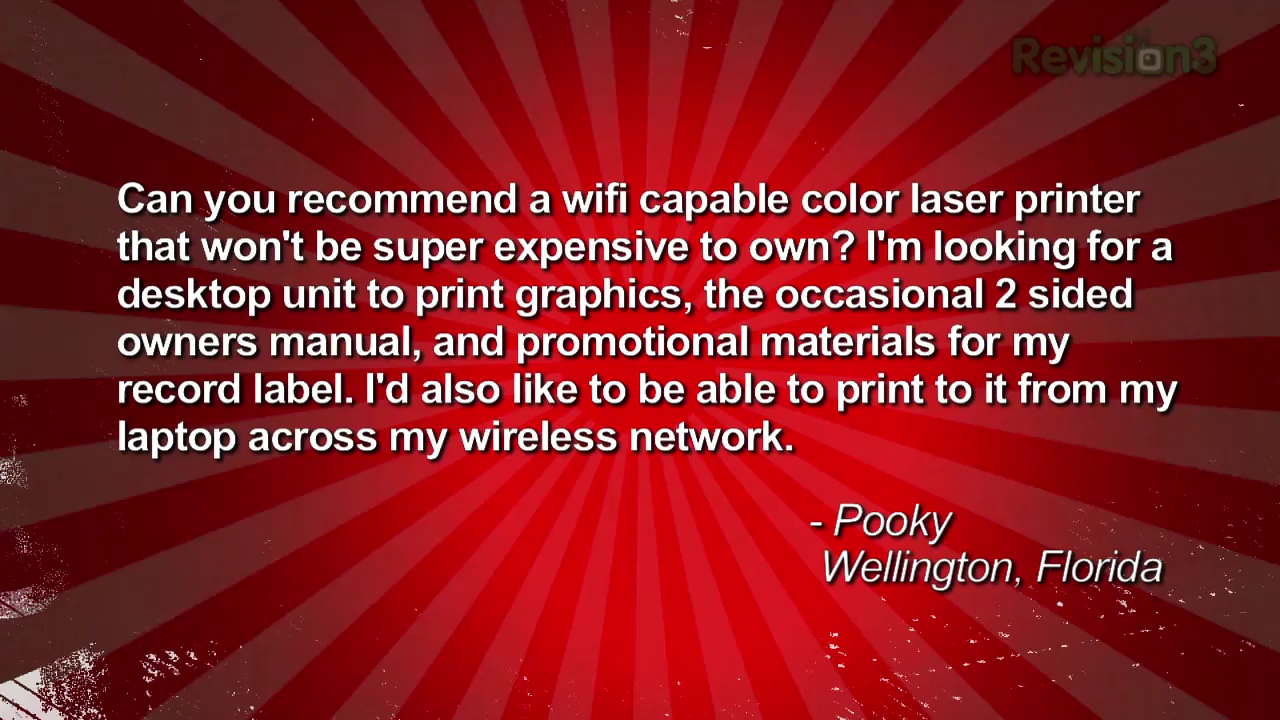 Revision3
Can you recommend a wifi capable color laser printer
that won't be super expensive to own? I'm looking for a
desktop unit to print graphics, the occasional 2 sided
owners manual, and promotional materials for my
record label. I'd also like to be able to print to it from my
laptop across my wireless network.
- Pooky
Wellington, Florida